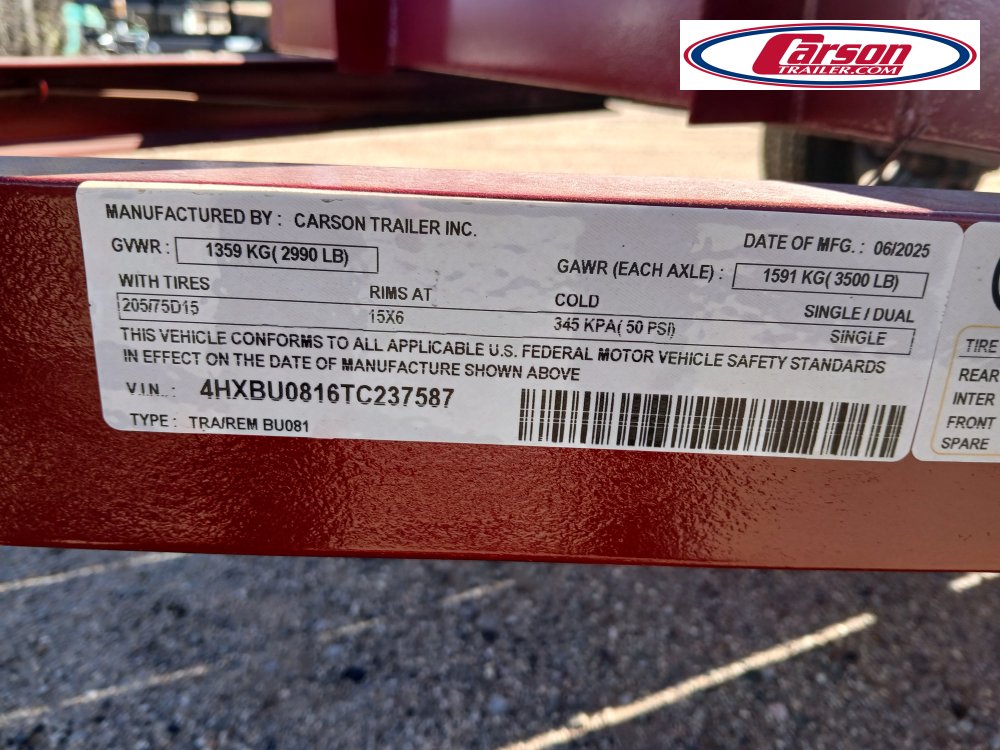 Carson
TRAILER.COM
MANUFACTURED BY : CARSON TRAILER INC.
DATE OF MFG. : 06/2025
GVWR : 1359 KG( 2990 LB)
GAWR (EACH AXLE) : 1591 KG( 3500 LB)
WITH TIRES RIMS AT COLD SINGLE / DUAL
205/75D15 15X6 345 KPA( 50 PSI) SINGLE
THIS VEHICLE CONFORMS TO ALL APPLICABLE U.S. FEDERAL MOTOR VEHICLE SAFETY STANDARDS
IN EFFECT ON THE DATE OF MANUFACTURE SHOWN ABOVE
V.I.N.. : 4HXBU0816TC237587
TYPE : TRA/REM BU081
TIRE
REAR
INTER
FRONT
SPARE